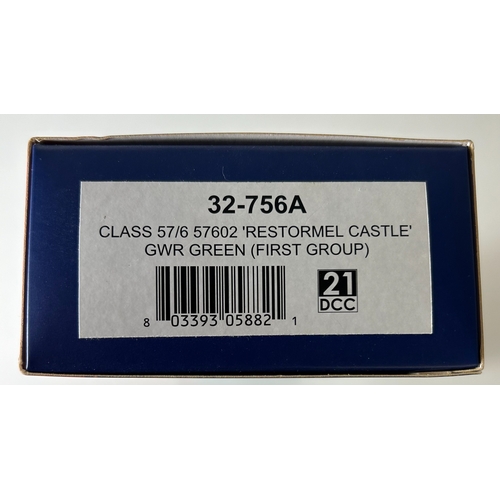 32-756A
CLASS 57/6 57602 'RESTORMEL CASTLE'
GWR GREEN (FIRST GROUP)
21
DCC
8 03393 05882 1